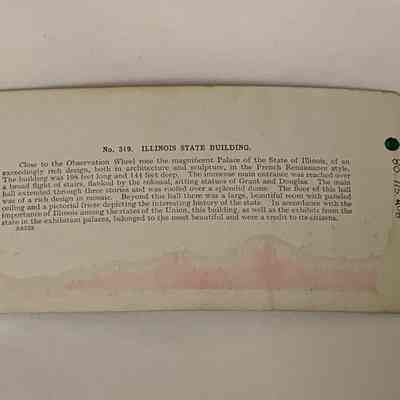 No. 319. ILLINOIS STATE BUILDING.
Close to the Observation Wheel rose the magnificent Palace of the State of Illinois, of an
exceedingly rich design, both in architecture and sculpture, in the French Renaissance style.
The building was 198 feet long and 144 feet deep. The immense main entrance was reached over
a broad flight of stairs, flanked by the colossal, sitting statues of Grant and Douglas. The main
hall extended through three stories and was roofed over a splendid dome. The floor of this hall
was of a rich design in mosaic. Beyond this hall there was a large, beautiful room with paneled
ceiling and a pictorial frieze depicting the interesting history of the state. In accordance with the
importance of Illinois among the states of the Union, this building, as well as the exhibits from the
state in the exhibition palaces, belonged to the most beautiful and were a credit to its citizens.